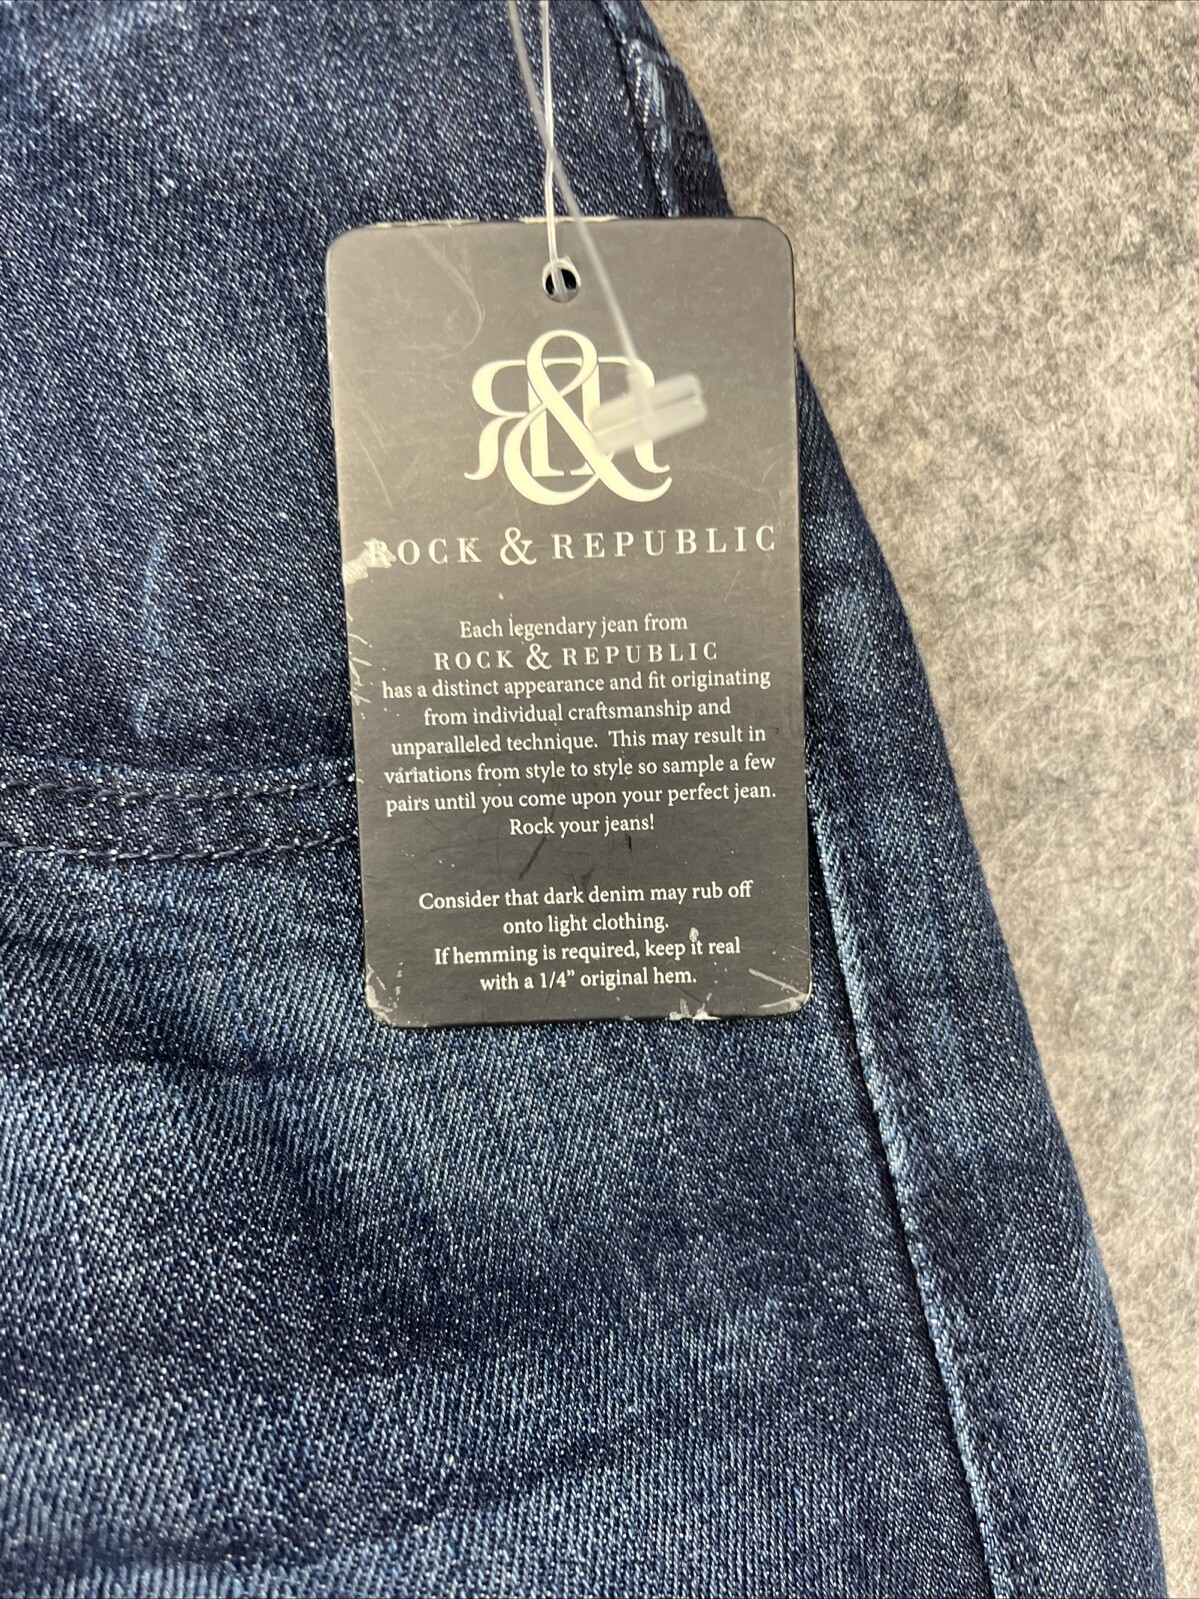 R&R
ROCK & REPUBLIC
Each legendary jean from
ROCK & REPUBLIC
has a distinct appearance and fit originating
from individual craftsmanship and
unparalleled technique. This may result in
variations from style to style so sample a few
pairs until you come upon your perfect jean.
Rock your jeans!
Consider that dark denim may rub off
onto light clothing.
If hemming is required, keep it real
with a 1/4” original hem.